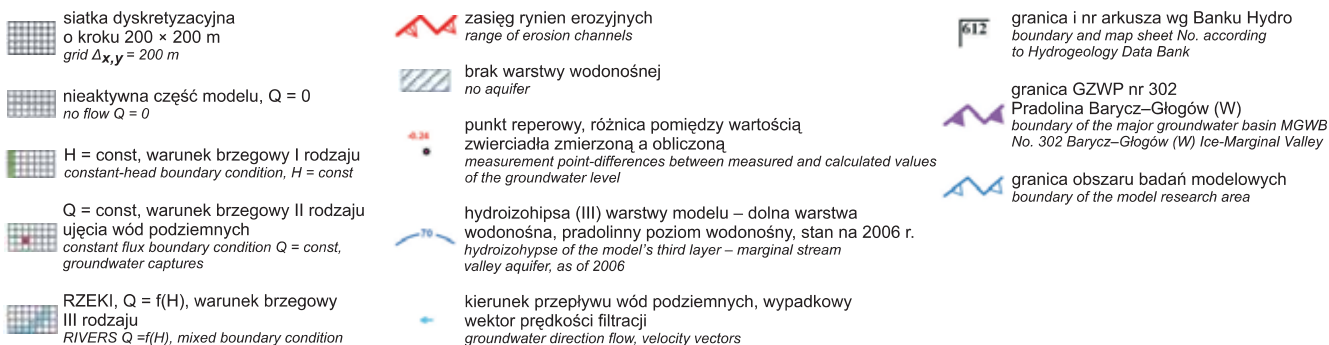 siatka dyskretyzacyjna
o kroku 200 × 200 m
grid Δx,y = 200 m
nieaktywna część modelu, Q = 0
no flow Q = 0
H = const, warunek brzegowy I rodzaju
constant-head boundary condition, H = const
Q = const, warunek brzegowy II rodzaju
ujęcia wód podziemnych
constant flux boundary condition Q = const,
groundwater captures
RZEKI, Q = f(H), warunek brzegowy
III rodzaju
RIVERS Q =f(H), mixed boundary condition
zasięg rynien erozyjnych
range of erosion channels
brak warstwy wodonośnej
no aquifer
-0.24
punkt reperowy, różnica pomiędzy wartością
zwierciadła zmierzoną a obliczoną
measurement point-differences between measured and calculated values
of the groundwater level
70
hydroizohipsa (III) warstwy modelu – dolna warstwa
wodonośna, pradolinny poziom wodonośny, stan na 2006 r.
hydroizohypse of the model's third layer – marginal stream
valley aquifer, as of 2006
kierunek przepływu wód podziemnych, wypadkowy
wektor prędkości filtracji
groundwater direction flow, velocity vectors
612
granica i nr arkusza wg Banku Hydro
boundary and map sheet No. according
to Hydrogeology Data Bank
granica GZWP nr 302
Pradolina Barycz–Głogów (W)
boundary of the major groundwater basin MGWB
No. 302 Barycz–Głogów (W) Ice-Marginal Valley
granica obszaru badań modelowych
boundary of the model research area